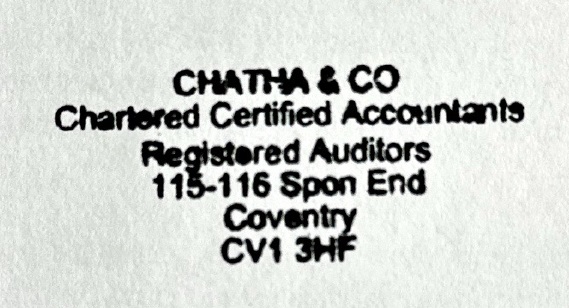 CHATHA & CO
Chartered Certified Accountants
Registered Auditors
115-116 Spon End
Coventry
CV1 3HF